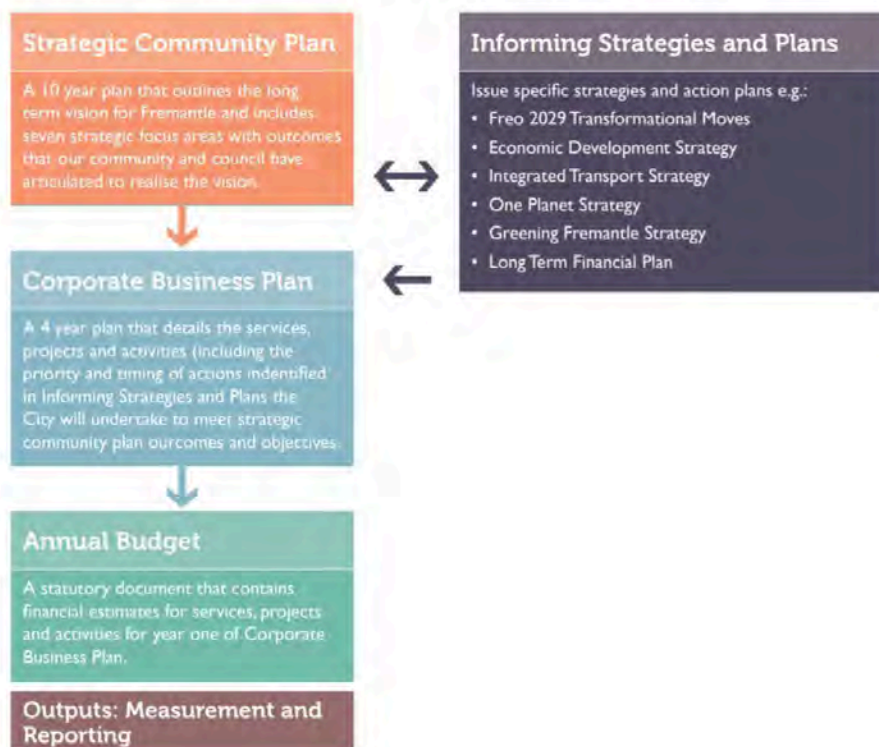 Strategic Community Plan
A 10 year plan that outlines the long
term vision for Fremantle and includes
seven strategic focus areas with outcomes
that our community and council have
articulated to realise the vision.
Informing Strategies and Plans
Issue specific strategies and action plans e.g.:
• Freo 2029 Transformational Moves
• Economic Development Strategy
• Integrated Transport Strategy
• One Planet Strategy
• Greening Fremantle Strategy
• Long Term Financial Plan
Corporate Business Plan
A 4 year plan that details the services,
projects and activities (including the
priority and timing of actions indentified
in Informing Strategies and Plans the
City will undertake to meet strategic
community plan ourcomes and objectives.
Annual Budget
A statutory document that contains
financial estimates for services, projects
and activities for year one of Corporate
Business Plan.
Outputs: Measurement and
Reporting